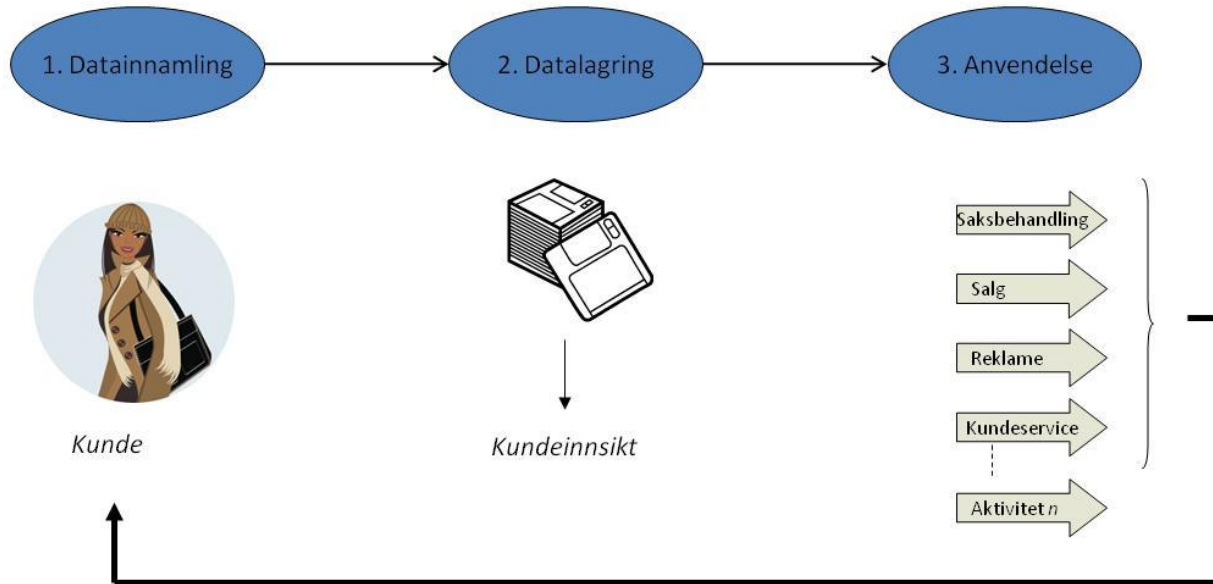 1. Datainnamling
2. Datalagring
3. Anvendelse
Kunde
Kundeinnsikt
Saksbehandling
Salg
Reklame
Kundeservice
Aktivitet n